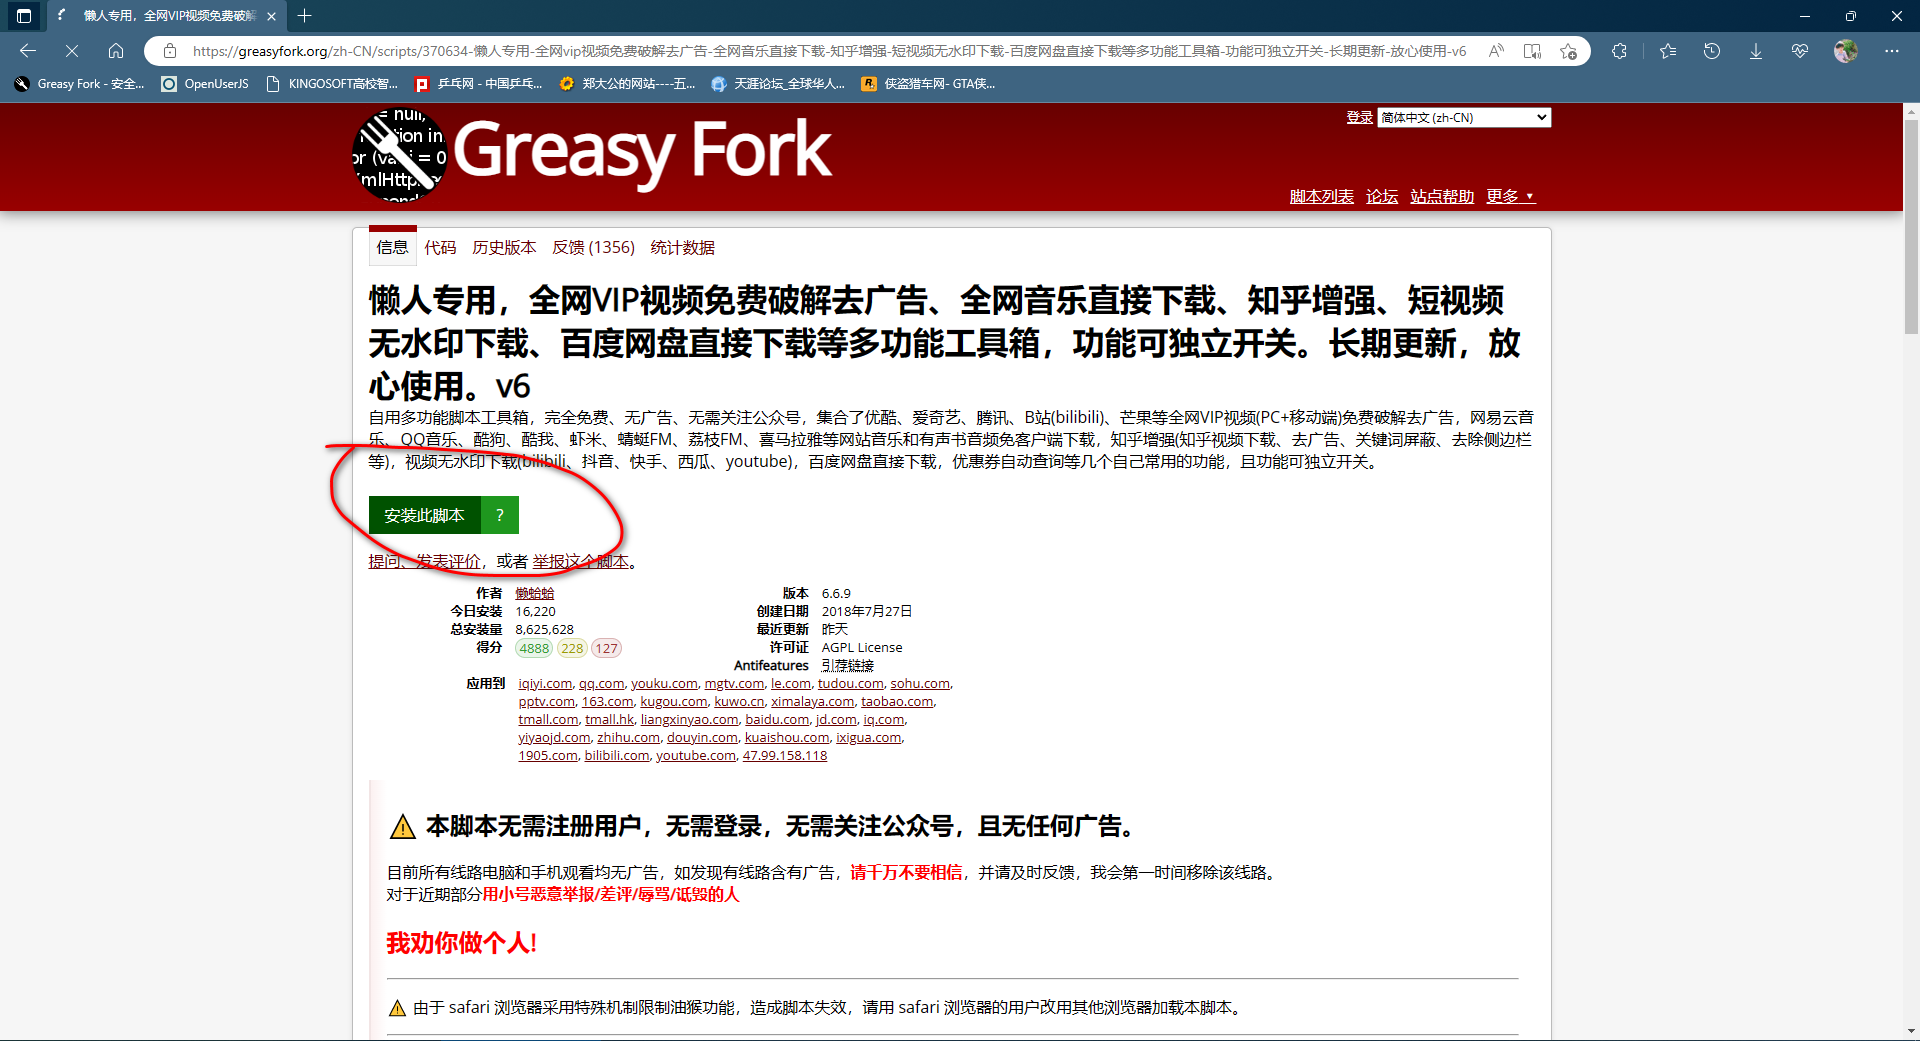 懒人专用，全网VIP视频免费破解
https://greasyfork.org/zh-CN/scripts/370634-懒人专用-全网vip视频免费破解去广告-全网音乐直接下载-知乎增强-短视频无水印下载-百度网盘直接下载等多功能工具箱-功能可独立开关-长期更新-放心使用-v6
Greasy Fork - 安全... OpenUserJS KINGOSOFT高校智... 乒乓网 - 中国乒乓... 郑大公的网站----五... 天涯论坛_全球华人... 侠盗猎车网- GTA侠...
Greasy Fork
登录 简体中文 (zh-CN)
脚本列表 论坛 站点帮助 更多
信息 代码 历史版本 反馈 (1356) 统计数据
懒人专用，全网VIP视频免费破解去广告、全网音乐直接下载、知乎增强、短视频
无水印下载、百度网盘直接下载等多功能工具箱，功能可独立开关。长期更新，放
心使用。v6
自用多功能脚本工具箱，完全免费、无广告、无需关注公众号，集合了优酷、爱奇艺、腾讯、B站(bilibili)、芒果等全网VIP视频(PC+移动端)免费破解去广告，网易云音
乐、QQ音乐、酷狗、酷我、虾米、蜻蜓FM、荔枝FM、喜马拉雅等网站音乐和有声书音频免客户端下载，知乎增强(知乎视频下载、去广告、关键词屏蔽、去除侧边栏
等)，视频无水印下载(bilibili、抖音、快手、西瓜、youtube)，百度网盘直接下载，优惠券自动查询等几个自己常用的功能，且功能可独立开关。
安装此脚本 ?
提问、发表评价，或者 举报这个脚本。
作者 懒蛤蛤
今日安装 16,220
总安装量 8,625,628
得分 4888 228 127
版本 6.6.9
创建日期 2018年7月27日
最近更新 昨天
许可证 AGPL License
Antifeatures 引荐链接
应用到 iqiyi.com, qq.com, youku.com, mgtv.com, le.com, tudou.com, sohu.com,
pptv.com, 163.com, kugou.com, kuwo.cn, ximalaya.com, taobao.com,
tmall.com, tmall.hk, liangxinyao.com, baidu.com, jd.com, iq.com,
yiyaojd.com, zhihu.com, douyin.com, kuaishou.com, ixigua.com,
1905.com, bilibili.com, youtube.com, 47.99.158.118
本脚本无需注册用户，无需登录，无需关注公众号，且无任何广告。
目前所有线路电脑和手机观看均无广告，如发现有线路含有广告，请千万不要相信，并请及时反馈，我会第一时间移除该线路。
对于近期部分用小号恶意举报/差评/辱骂/诋毁的人
我劝你做个人!
由于 safari 浏览器采用特殊机制限制油猴功能，造成脚本失效，请用 safari 浏览器的用户改用其他浏览器加载本脚本。